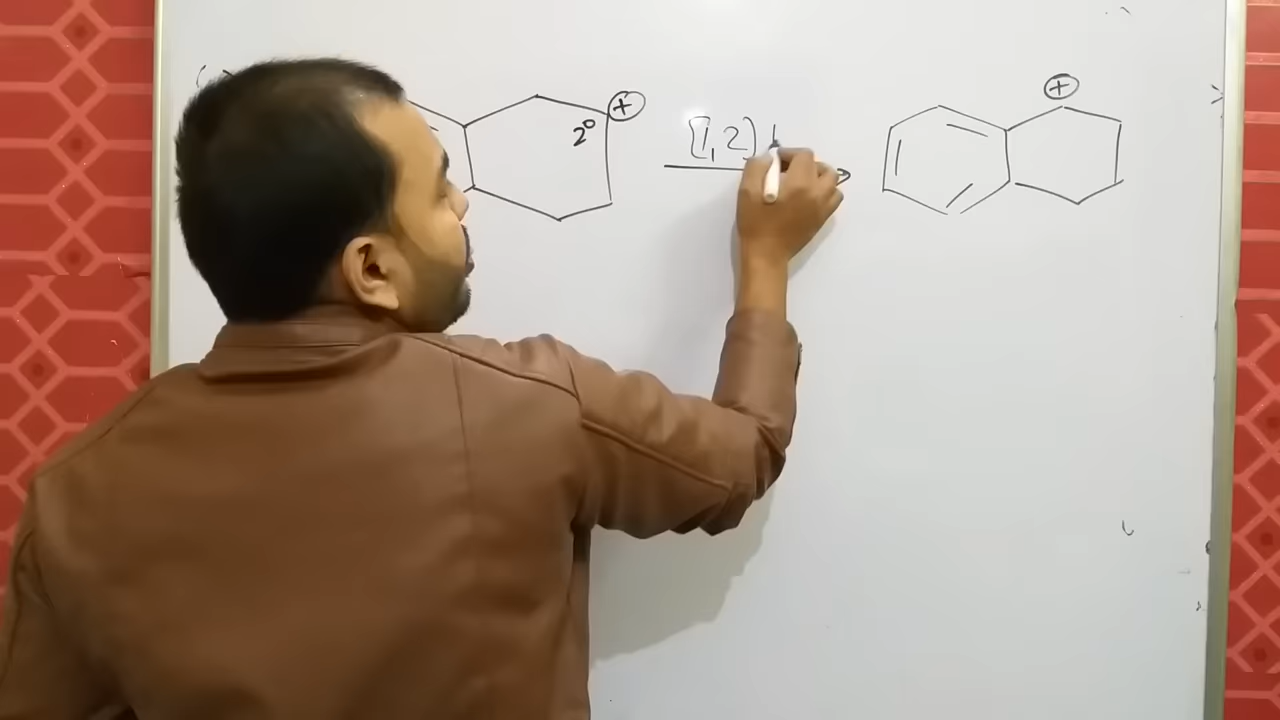 ⊕
⊕
2°
(1,2)